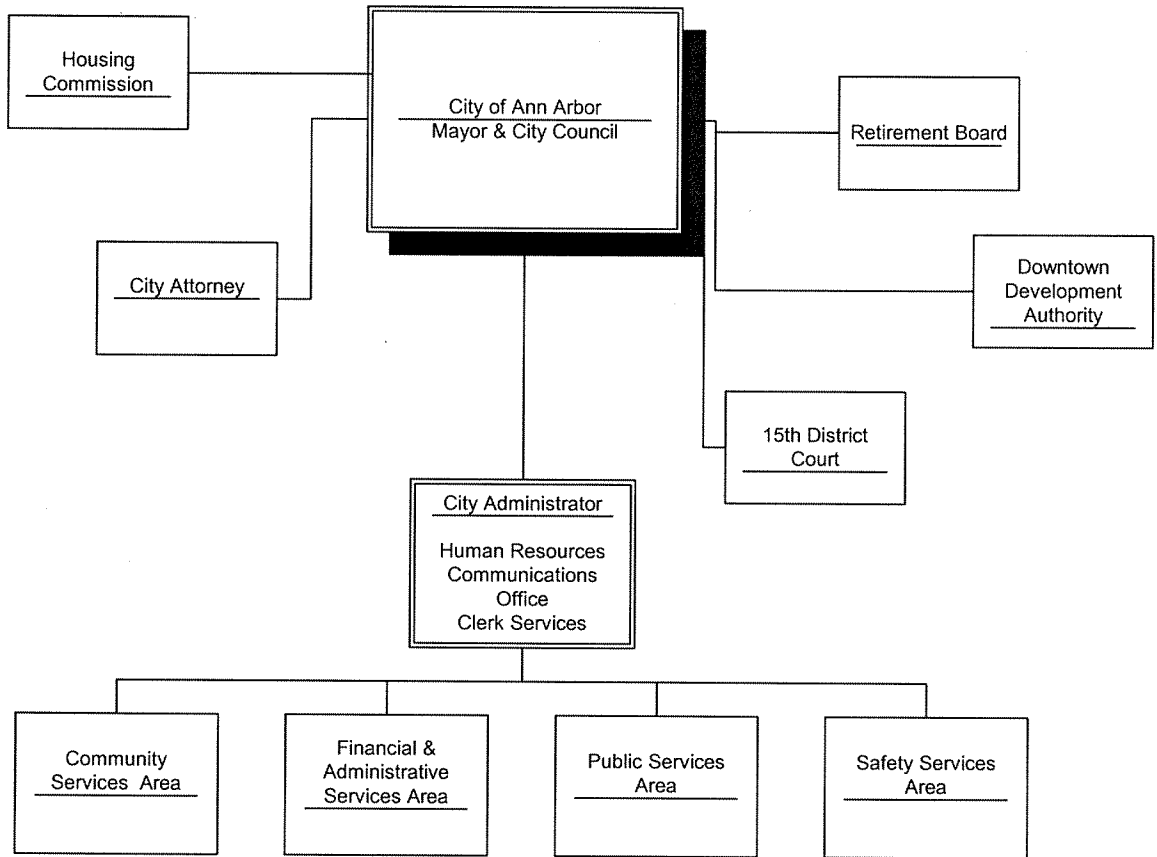 Housing
Commission
City of Ann Arbor
Mayor & City Council
Retirement Board
City Attorney
Downtown
Development
Authority
15th District
Court
City Administrator
Human Resources
Communications
Office
Clerk Services
Community
Services Area
Financial &
Administrative
Services Area
Public Services
Area
Safety Services
Area